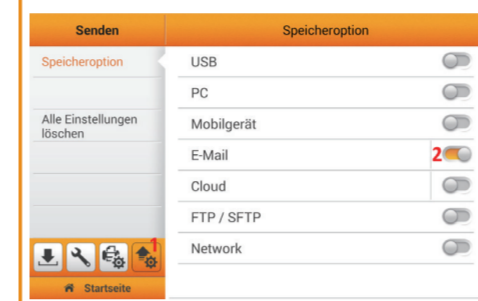 Senden
Speicheroption
Speicheroption
Alle Einstellungen
löschen
USB
PC
Mobilgerät
E-Mail
2
Cloud
FTP / SFTP
Network
1
Startseite